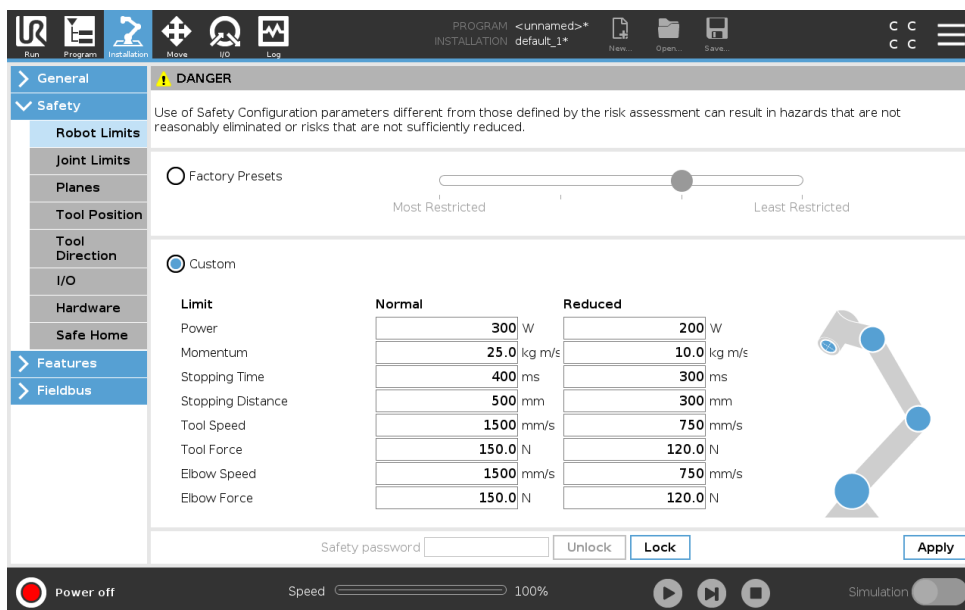 PROGRAM <unnamed>*
INSTALLATION default_1*
Run Program Installation Move I/O Log New... Open... Save...
C C
C C
General
Safety
Robot Limits
Joint Limits
Planes
Tool Position
Tool
Direction
I/O
Hardware
Safe Home
Features
Fieldbus
DANGER
Use of Safety Configuration parameters different from those defined by the risk assessment can result in hazards that are not
reasonably eliminated or risks that are not sufficiently reduced.
Factory Presets
Most Restricted Least Restricted
Custom
Limit Normal Reduced
Power 300 W 200 W
Momentum 25.0 kg m/s 10.0 kg m/s
Stopping Time 400 ms 300 ms
Stopping Distance 500 mm 300 mm
Tool Speed 1500 mm/s 750 mm/s
Tool Force 150.0 N 120.0 N
Elbow Speed 1500 mm/s 750 mm/s
Elbow Force 150.0 N 120.0 N
Safety password Unlock Lock Apply
Power off Speed 100% Simulation